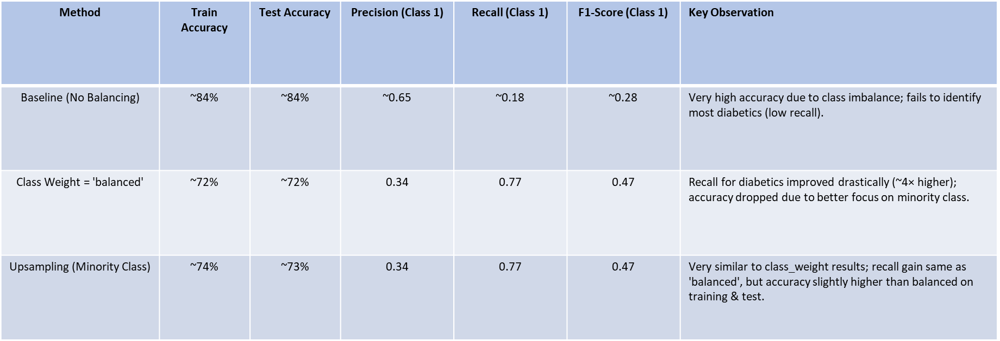 Method
Train
Accuracy
Test Accuracy
Precision (Class 1)
Recall (Class 1)
F1-Score (Class 1)
Key Observation
Baseline (No Balancing)
~84%
~84%
~0.65
~0.18
~0.28
Very high accuracy due to class imbalance; fails to identify
most diabetics (low recall).
Class Weight = 'balanced'
~72%
~72%
0.34
0.77
0.47
Recall for diabetics improved drastically (~4× higher);
accuracy dropped due to better focus on minority class.
Upsampling (Minority Class)
~74%
~73%
0.34
0.77
0.47
Very similar to class_weight results; recall gain same as
'balanced', but accuracy slightly higher than balanced on
training & test.